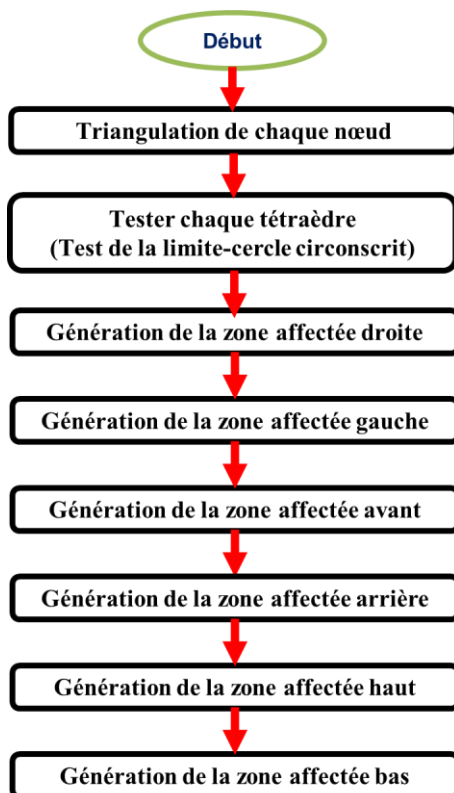 Début
Triangulation de chaque nœud
Tester chaque tétraèdre
(Test de la limite-cercle circonscrit)
Génération de la zone affectée droite
Génération de la zone affectée gauche
Génération de la zone affectée avant
Génération de la zone affectée arrière
Génération de la zone affectée haut
Génération de la zone affectée bas